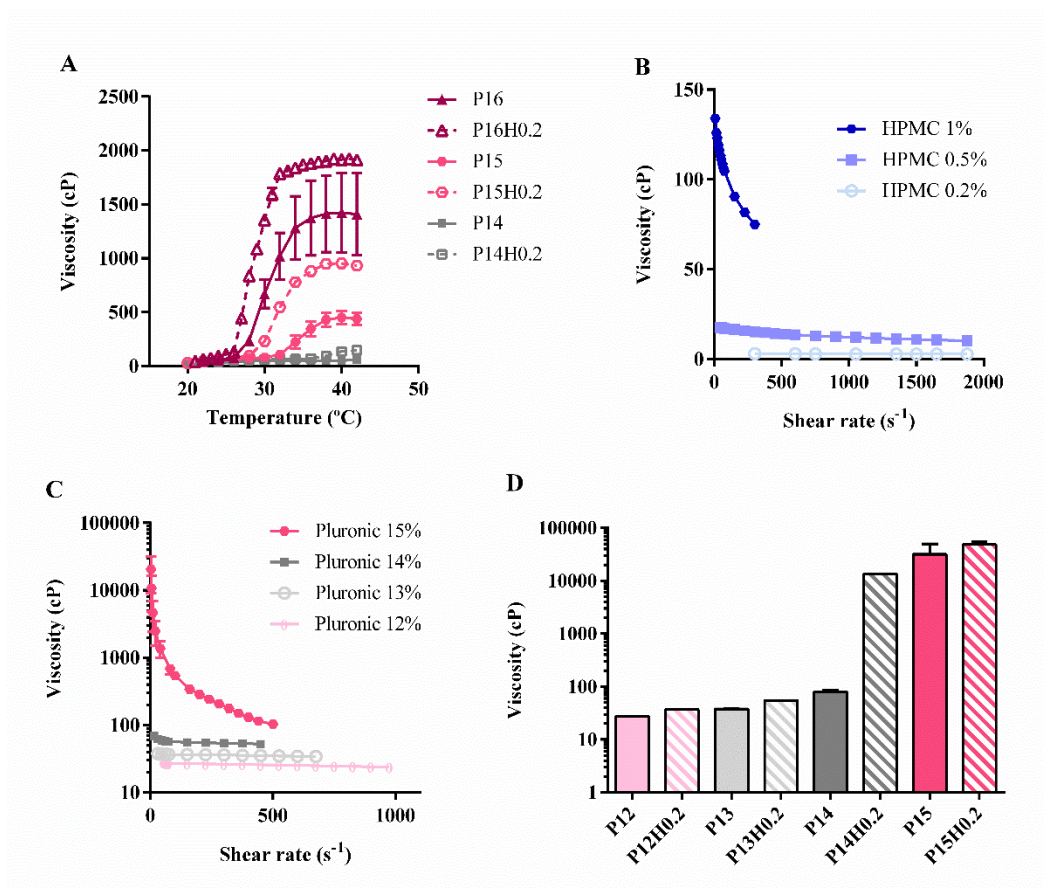 A
2500
2000
1500
1000
500
0
Viscosity (cP)
20
30
40
50
Temperature (ºC)
P16
P16H0.2
P15
P15H0.2
P14
P14H0.2
B
150
100
50
0
Viscosity (cP)
0
500
1000
1500
2000
Shear rate (s-1)
HPMC 1%
HPMC 0.5%
HPMC 0.2%
C
100000
10000
1000
100
10
Viscosity (cP)
0
500
1000
Shear rate (s-1)
Pluronic 15%
Pluronic 14%
Pluronic 13%
Pluronic 12%
D
100000
10000
1000
100
10
1
Viscosity (cP)
P12
P12H0.2
P13
P13H0.2
P14
P14H0.2
P15
P15H0.2